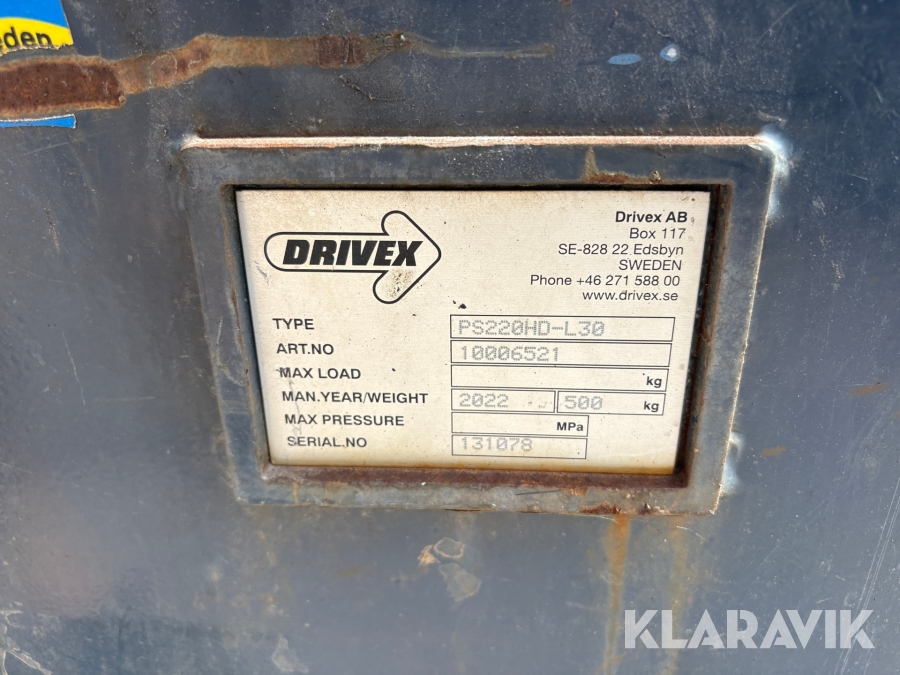 eden
DRIVEX
Drivex AB
Box 117
SE-828 22 Edsbyn
SWEDEN
Phone +46 271 588 00
www.drivex.se
TYPE PS220HD-L30
ART.NO 10006521
MAX LOAD kg
MAN.YEAR/WEIGHT 2022 500 kg
MAX PRESSURE MPa
SERIAL.NO 131078
KLARAVIK